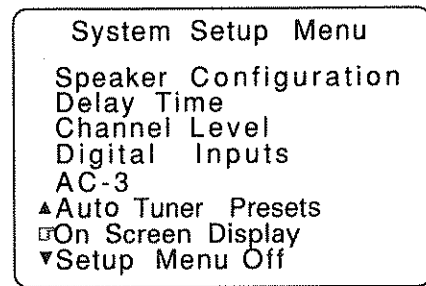 System Setup Menu
Speaker Configuration
Delay Time
Channel Level
Digital Inputs
AC-3
▲Auto Tuner Presets
☞On Screen Display
▼Setup Menu Off